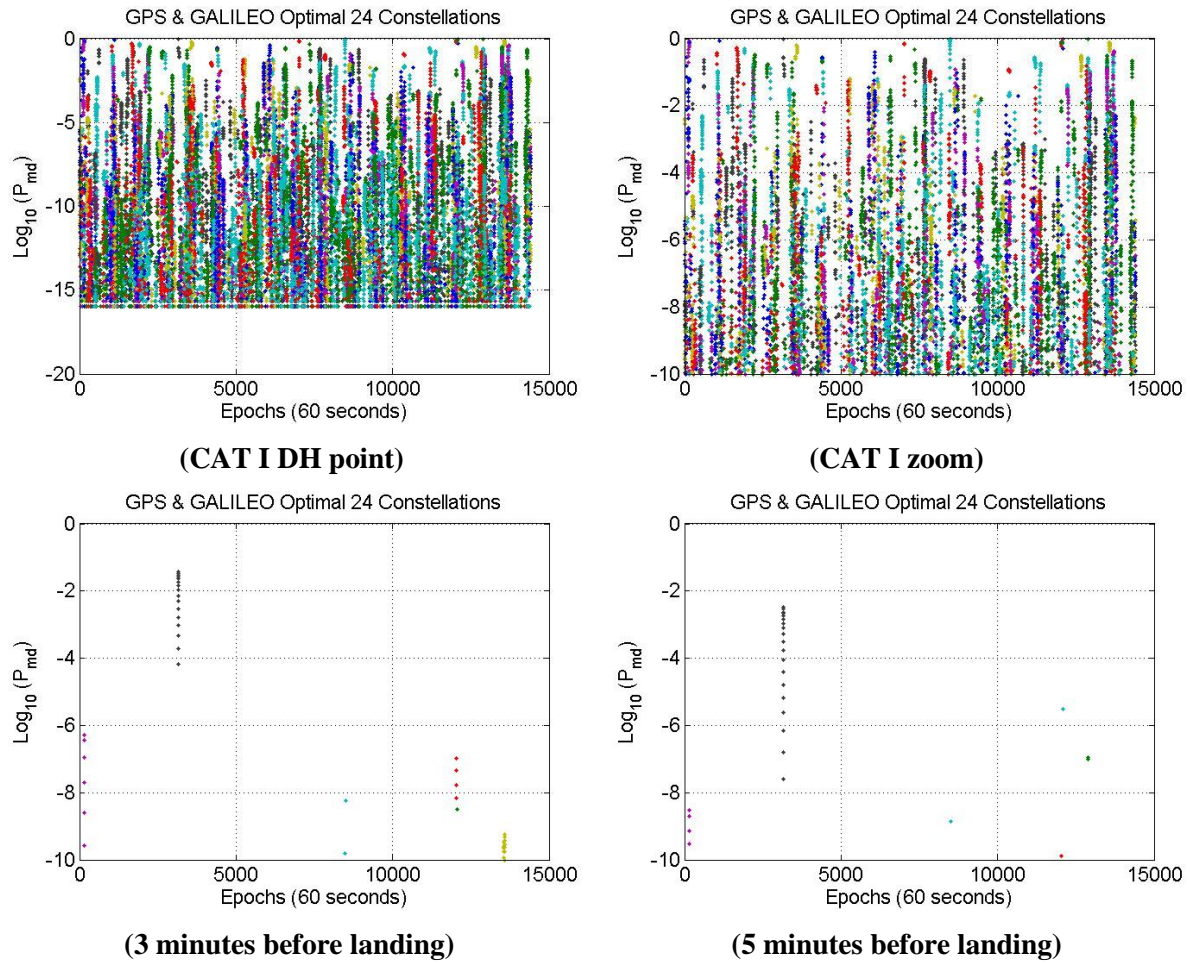 GPS & GALILEO Optimal 24 Constellations
0
-5
-10
-15
-20
Log10 (Pmd)
0 5000 10000 15000
Epochs (60 seconds)
(CAT I DH point)
GPS & GALILEO Optimal 24 Constellations
0
-2
-4
-6
-8
-10
Log10 (Pmd)
0 5000 10000 15000
Epochs (60 seconds)
(CAT I zoom)
GPS & GALILEO Optimal 24 Constellations
0
-2
-4
-6
-8
-10
Log10 (Pmd)
0 5000 10000 15000
Epochs (60 seconds)
(3 minutes before landing)
GPS & GALILEO Optimal 24 Constellations
0
-2
-4
-6
-8
-10
Log10 (Pmd)
0 5000 10000 15000
Epochs (60 seconds)
(5 minutes before landing)